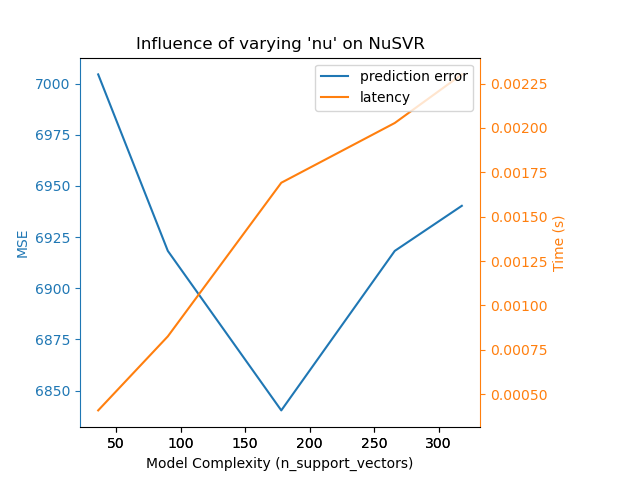 Influence of varying 'nu' on NuSVR
prediction error
latency
7000
6975
6950
6925
6900
6875
6850
MSE
0.00225
0.00200
0.00175
0.00150
0.00125
0.00100
0.00075
0.00050
Time (s)
50 100 150 200 250 300
Model Complexity (n_support_vectors)